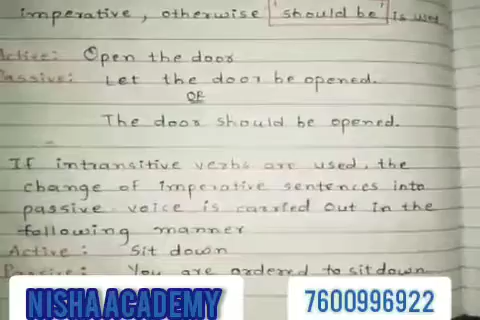 imperative, otherwise 'should be' is used
Active: Open the door
Passive: Let the door be opened.
OR
The door should be opened.
If intransitive verbs are used, the
change of imperative sentences into
passive voice is carried out in the
following manner
Active: Sit down
Passive: You are ordered to sit down
NISHA ACADEMY
7600996922